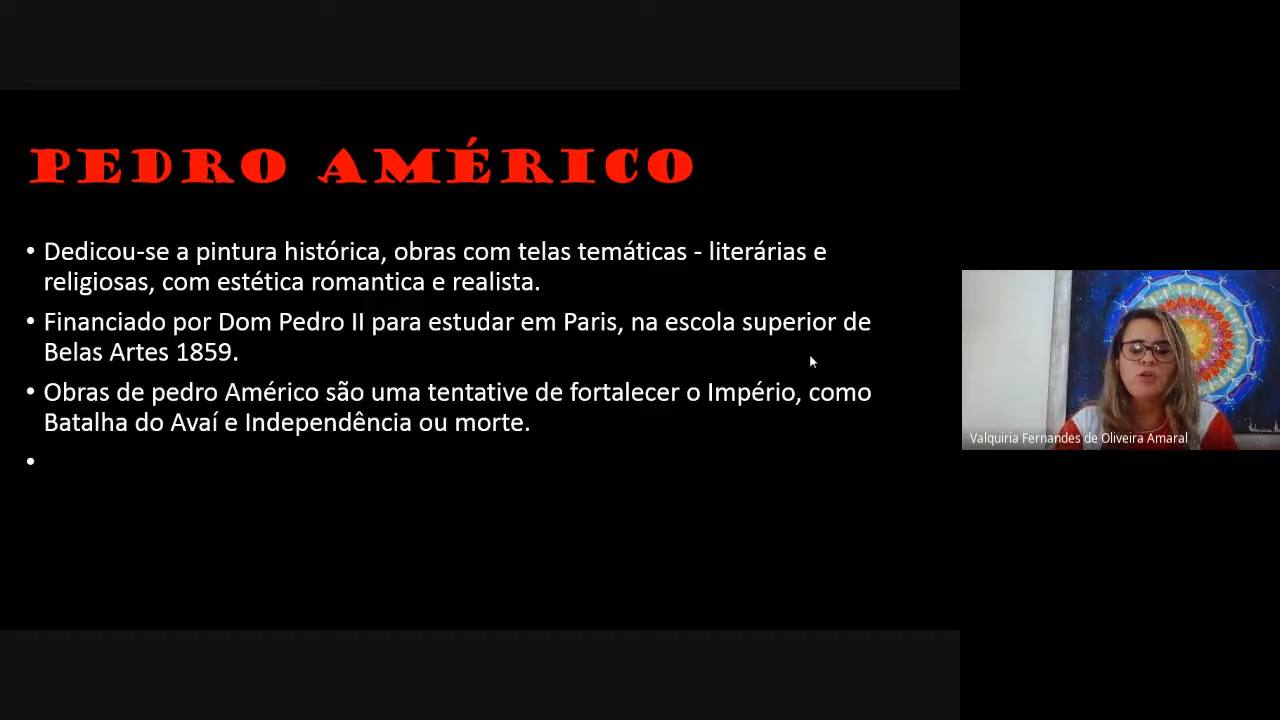 PEDRO AMÉRICO
• Dedicou-se a pintura histórica, obras com telas temáticas - literárias e
religiosas, com estética romantica e realista.
• Financiado por Dom Pedro II para estudar em Paris, na escola superior de
Belas Artes 1859.
• Obras de pedro Américo são uma tentative de fortalecer o Império, como
Batalha do Avaí e Independência ou morte.
•
Valquiria Fernandes de Oliveira Amaral